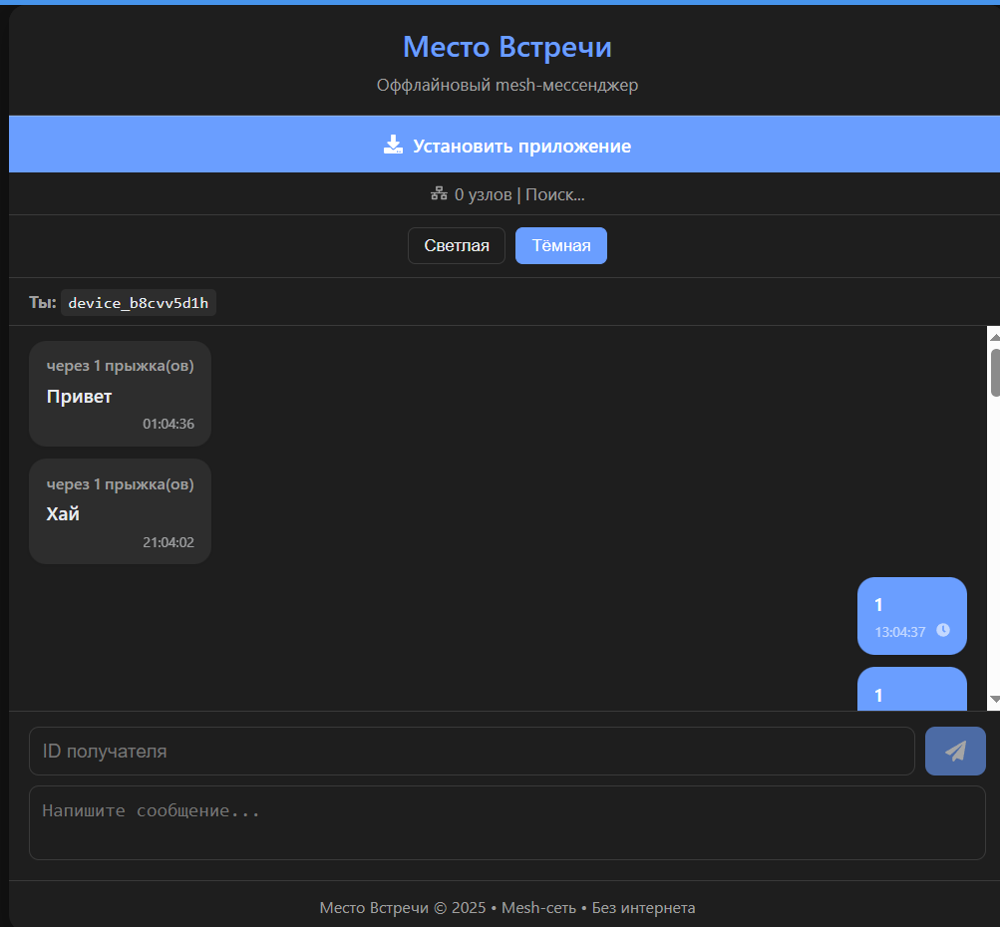 Место Встречи
Оффлайновый mesh-мессенджер
Установить приложение
0 узлов | Поиск...
Светлая Тёмная
Ты: device_b8cvv5d1h
через 1 прыжка(ов)
Привет
01:04:36
через 1 прыжка(ов)
Хай
21:04:02
1
13:04:37
1
ID получателя
Напишите сообщение...
Место Встречи © 2025 • Mesh-сеть • Без интернета